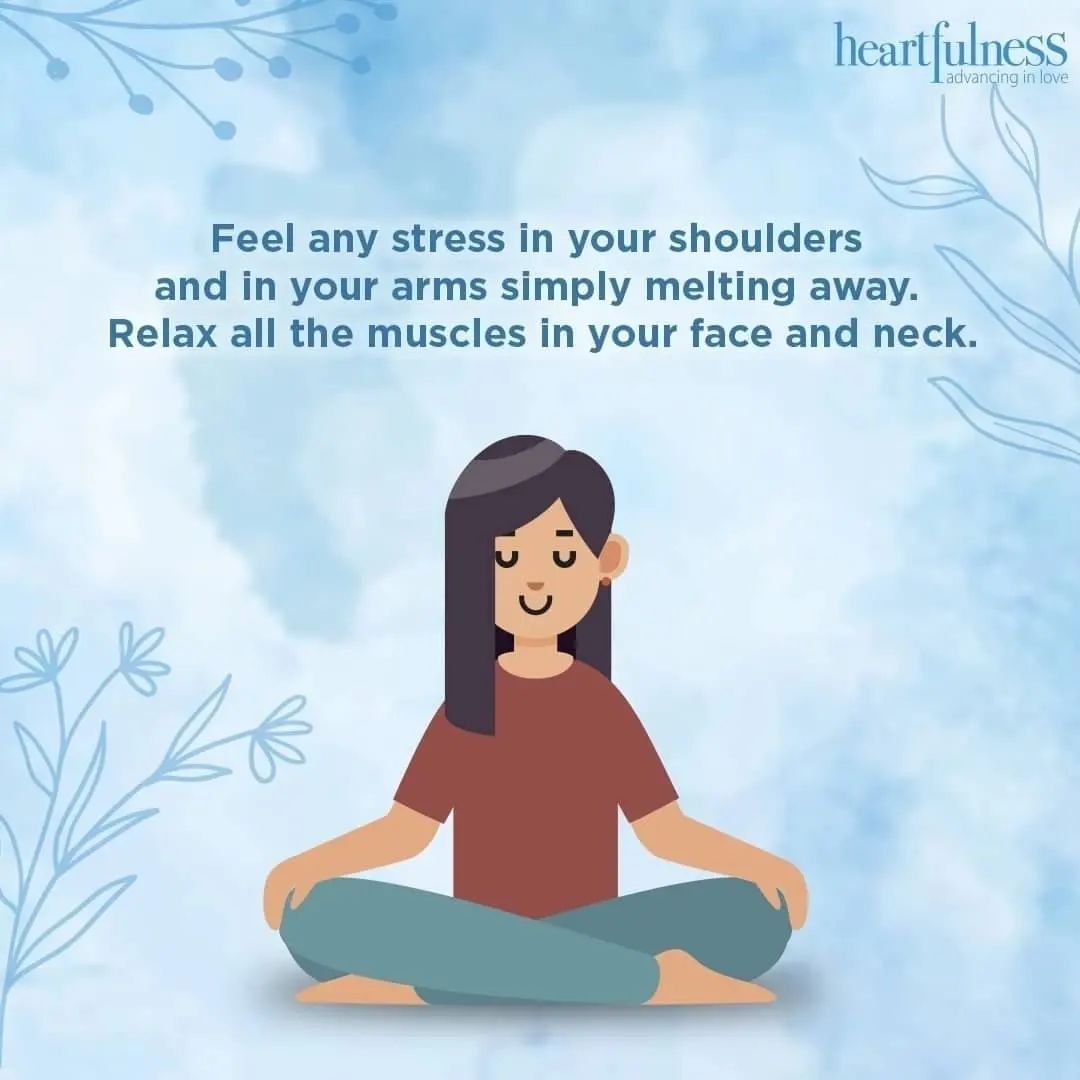 heartfulness
advancing in love
Feel any stress in your shoulders
and in your arms simply melting away.
Relax all the muscles in your face and neck.